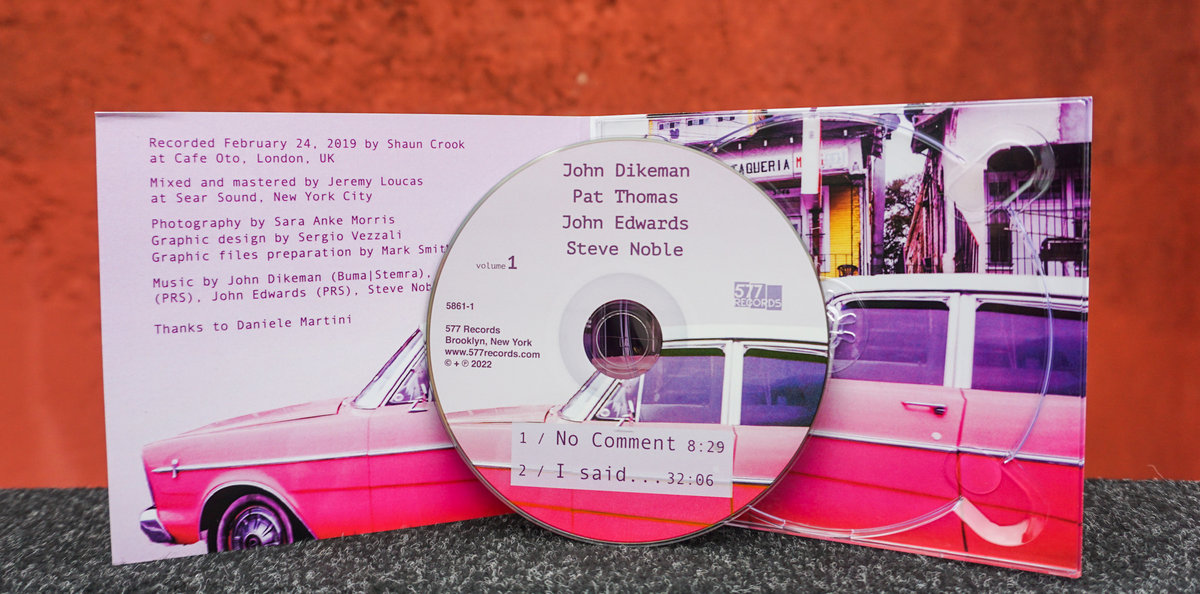 Recorded February 24, 2019 by Shaun Crook
at Cafe Oto, London, UK
Mixed and mastered by Jeremy Loucas
at Sear Sound, New York City
Photography by Sara Anke Morris
Graphic design by Sergio Vezzali
Graphic files preparation by Mark Smith
Music by John Dikeman (Buma|Stemra),
(PRS), John Edwards (PRS), Steve
Thanks to Daniele Martini
John Dikeman
Pat Thomas
John Edwards
Steve Noble
volume 1
577
RECORDS
5861-1
577 Records
Brooklyn, New York
www.577records.com
© + ℗ 2022
1 / No Comment 8:29
2 / I said... 32:06
TAQUERIA